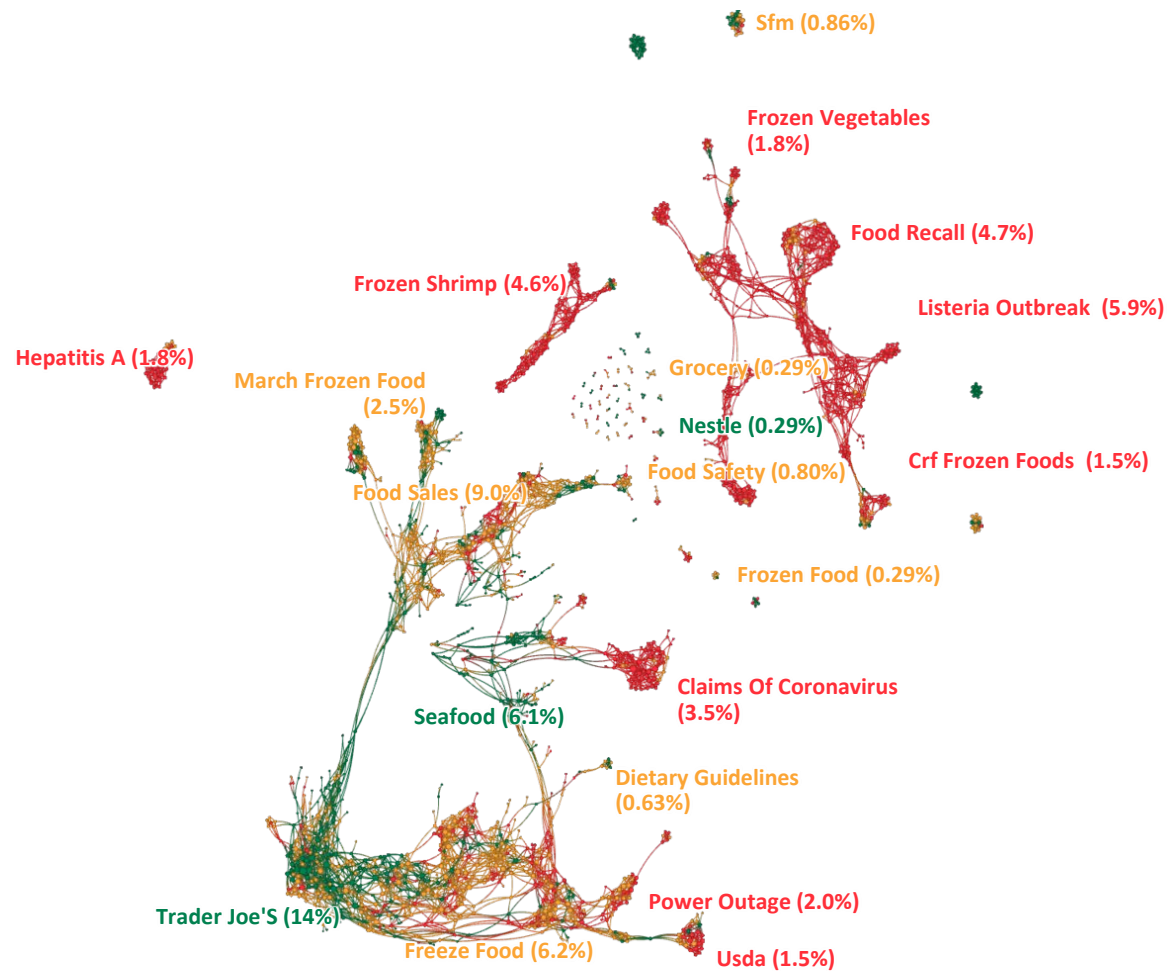 Sfm (0.86%)
Frozen Vegetables
(1.8%)
Food Recall (4.7%)
Frozen Shrimp (4.6%)
Listeria Outbreak (5.9%)
Hepatitis A (1.8%)
Grocery (0.29%)
March Frozen Food
(2.5%)
Nestle (0.29%)
Crf Frozen Foods (1.5%)
Food Safety (0.80%)
Food Sales (9.0%)
Frozen Food (0.29%)
Claims Of Coronavirus
(3.5%)
Seafood (6.1%)
Dietary Guidelines
(0.63%)
Power Outage (2.0%)
Trader Joe'S (14%)
Freeze Food (6.2%)
Usda (1.5%)